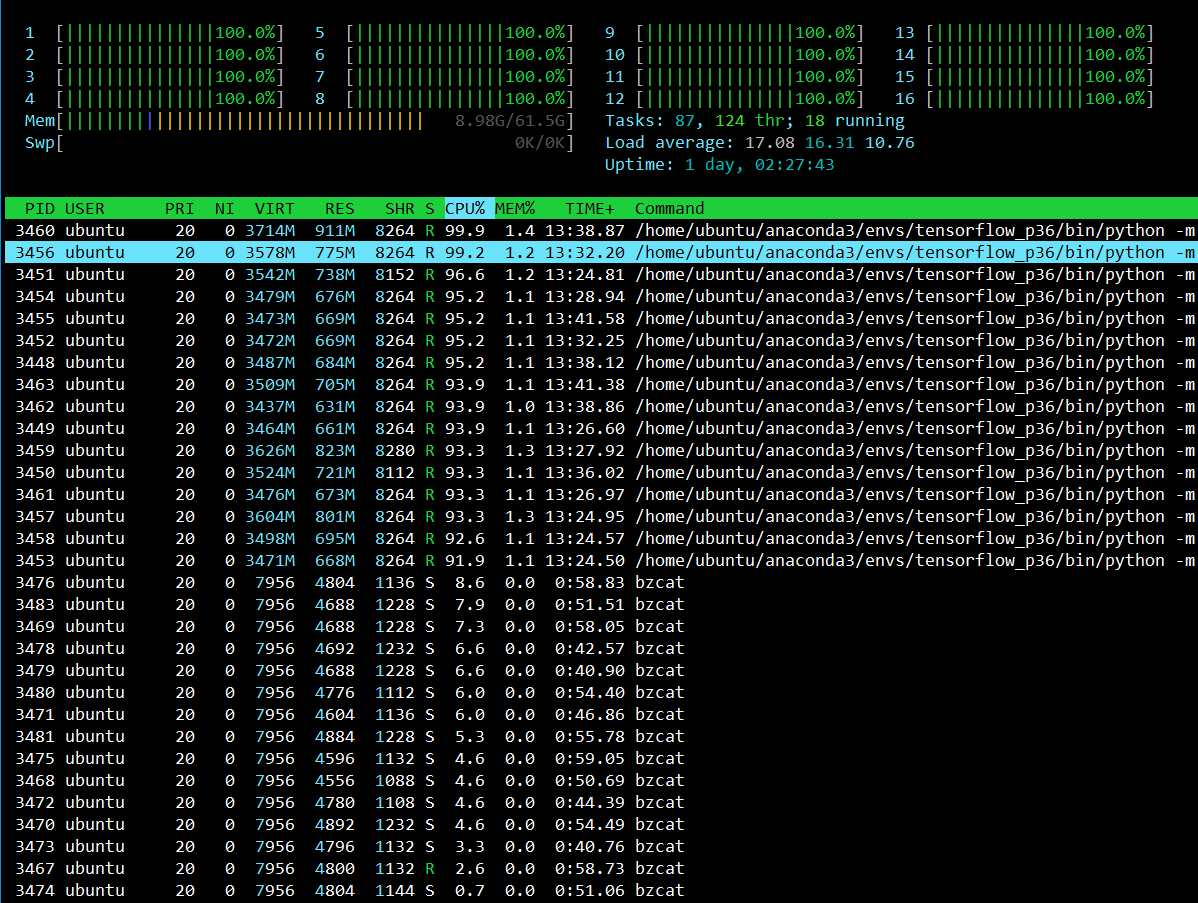 1 [|||||||||||||||100.0%] 5 [|||||||||||||||100.0%] 9 [|||||||||||||||100.0%] 13 [|||||||||||||||100.0%]
2 [|||||||||||||||100.0%] 6 [|||||||||||||||100.0%] 10 [|||||||||||||||100.0%] 14 [|||||||||||||||100.0%]
3 [|||||||||||||||100.0%] 7 [|||||||||||||||100.0%] 11 [|||||||||||||||100.0%] 15 [|||||||||||||||100.0%]
4 [|||||||||||||||100.0%] 8 [|||||||||||||||100.0%] 12 [|||||||||||||||100.0%] 16 [|||||||||||||||100.0%]
Mem[|||||||||||||||||||||||||||||||||||| 8.98G/61.5G] Tasks: 87, 124 thr; 18 running
Swp[ 0K/0K] Load average: 17.08 16.31 10.76
Uptime: 1 day, 02:27:43
PID USER PRI NI VIRT RES SHR S CPU% MEM% TIME+ Command
3460 ubuntu 20 0 3714M 911M 8264 R 99.9 1.4 13:38.87 /home/ubuntu/anaconda3/envs/tensorflow_p36/bin/python -m
3456 ubuntu 20 0 3578M 775M 8264 R 99.2 1.2 13:32.20 /home/ubuntu/anaconda3/envs/tensorflow_p36/bin/python -m
3451 ubuntu 20 0 3542M 738M 8152 R 96.6 1.2 13:24.81 /home/ubuntu/anaconda3/envs/tensorflow_p36/bin/python -m
3454 ubuntu 20 0 3479M 676M 8264 R 95.2 1.1 13:28.94 /home/ubuntu/anaconda3/envs/tensorflow_p36/bin/python -m
3455 ubuntu 20 0 3473M 669M 8264 R 95.2 1.1 13:41.58 /home/ubuntu/anaconda3/envs/tensorflow_p36/bin/python -m
3452 ubuntu 20 0 3472M 669M 8264 R 95.2 1.1 13:32.25 /home/ubuntu/anaconda3/envs/tensorflow_p36/bin/python -m
3448 ubuntu 20 0 3487M 684M 8264 R 95.2 1.1 13:38.12 /home/ubuntu/anaconda3/envs/tensorflow_p36/bin/python -m
3463 ubuntu 20 0 3509M 705M 8264 R 93.9 1.1 13:41.38 /home/ubuntu/anaconda3/envs/tensorflow_p36/bin/python -m
3462 ubuntu 20 0 3437M 631M 8264 R 93.9 1.0 13:38.86 /home/ubuntu/anaconda3/envs/tensorflow_p36/bin/python -m
3449 ubuntu 20 0 3464M 661M 8264 R 93.9 1.1 13:26.60 /home/ubuntu/anaconda3/envs/tensorflow_p36/bin/python -m
3459 ubuntu 20 0 3626M 823M 8280 R 93.3 1.3 13:27.92 /home/ubuntu/anaconda3/envs/tensorflow_p36/bin/python -m
3450 ubuntu 20 0 3524M 721M 8112 R 93.3 1.1 13:36.02 /home/ubuntu/anaconda3/envs/tensorflow_p36/bin/python -m
3461 ubuntu 20 0 3476M 673M 8264 R 93.3 1.1 13:26.97 /home/ubuntu/anaconda3/envs/tensorflow_p36/bin/python -m
3457 ubuntu 20 0 3604M 801M 8264 R 93.3 1.3 13:24.95 /home/ubuntu/anaconda3/envs/tensorflow_p36/bin/python -m
3458 ubuntu 20 0 3498M 695M 8264 R 92.6 1.1 13:24.57 /home/ubuntu/anaconda3/envs/tensorflow_p36/bin/python -m
3453 ubuntu 20 0 3471M 668M 8264 R 91.9 1.1 13:24.50 /home/ubuntu/anaconda3/envs/tensorflow_p36/bin/python -m
3476 ubuntu 20 0 7956 4804 1136 S 8.6 0.0 0:58.83 bzcat
3483 ubuntu 20 0 7956 4688 1228 S 7.9 0.0 0:51.51 bzcat
3469 ubuntu 20 0 7956 4688 1228 S 7.3 0.0 0:58.05 bzcat
3478 ubuntu 20 0 7956 4692 1232 S 6.6 0.0 0:42.57 bzcat
3479 ubuntu 20 0 7956 4688 1228 S 6.6 0.0 0:40.90 bzcat
3480 ubuntu 20 0 7956 4776 1112 S 6.0 0.0 0:54.40 bzcat
3471 ubuntu 20 0 7956 4604 1136 S 6.0 0.0 0:46.86 bzcat
3481 ubuntu 20 0 7956 4884 1228 S 5.3 0.0 0:55.78 bzcat
3475 ubuntu 20 0 7956 4596 1132 S 4.6 0.0 0:59.05 bzcat
3468 ubuntu 20 0 7956 4556 1088 S 4.6 0.0 0:50.69 bzcat
3472 ubuntu 20 0 7956 4780 1108 S 4.6 0.0 0:44.39 bzcat
3470 ubuntu 20 0 7956 4892 1232 S 4.6 0.0 0:54.49 bzcat
3473 ubuntu 20 0 7956 4796 1132 S 3.3 0.0 0:40.76 bzcat
3467 ubuntu 20 0 7956 4800 1132 R 2.6 0.0 0:58.73 bzcat
3474 ubuntu 20 0 7956 4804 1144 S 0.7 0.0 0:51.06 bzcat